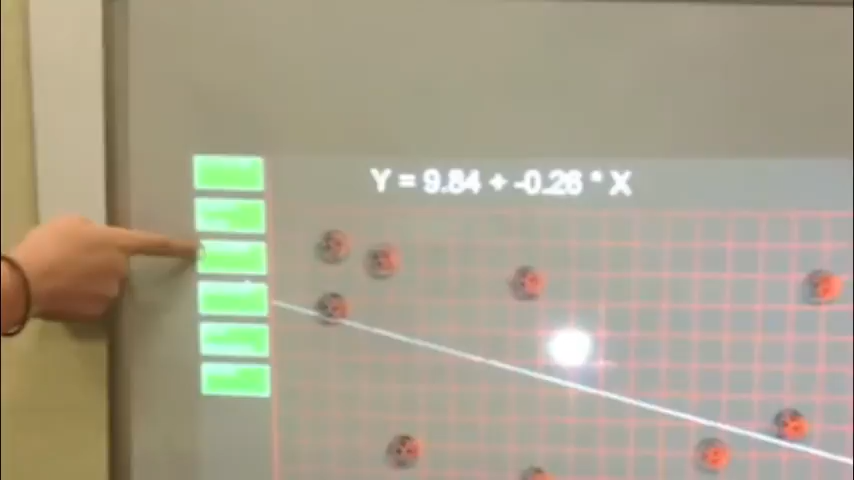 Y = 9.84 + -0.26 * X